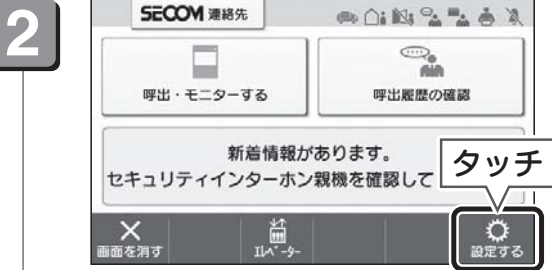 2
SECOM 連絡先
呼出・モニターする
呼出履歴の確認
新着情報があります。
セキュリティインターホン親機を確認して
タッチ
画面を消す
ｴﾚﾍﾞｰﾀｰ
設定する